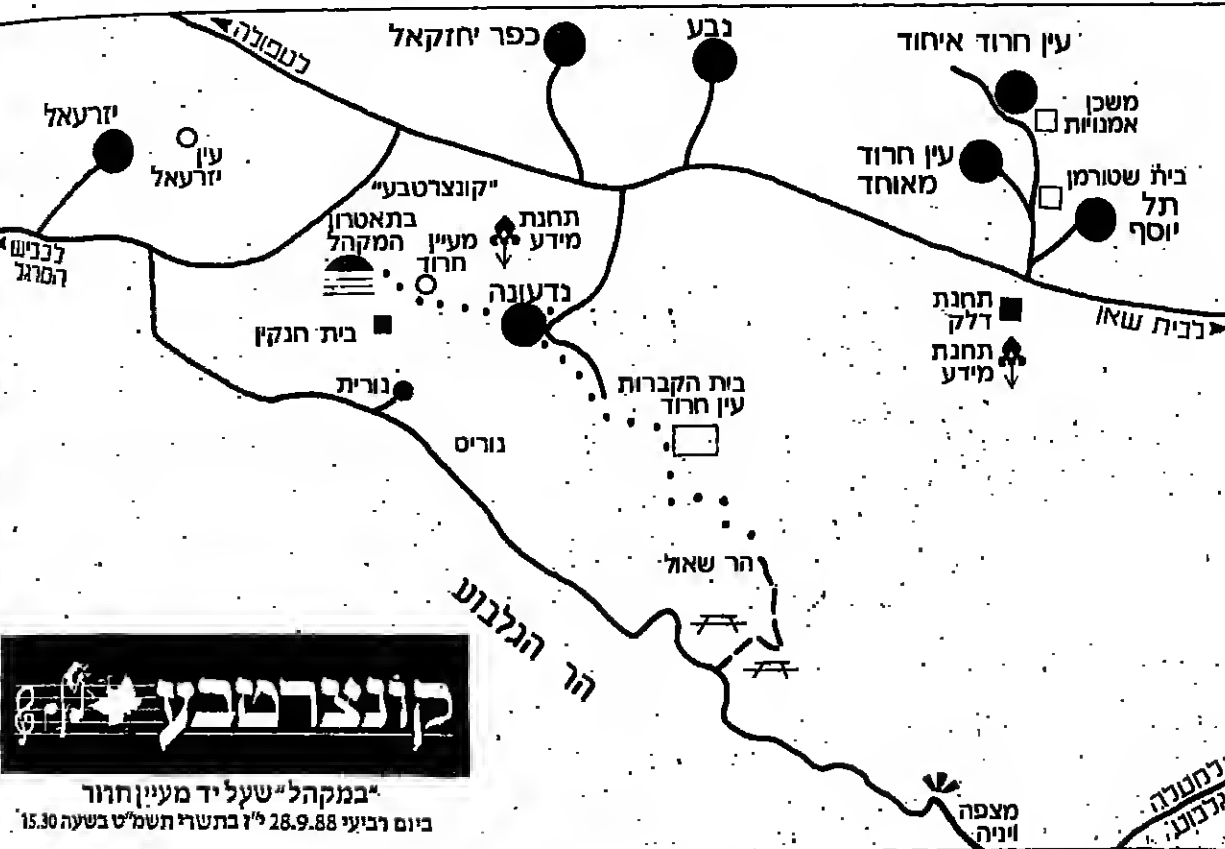 לעפולה
כפר יחזקאל
נבע
עין חרוד איחוד
משכן
אמנויות
יזרעאל
עין
יזרעאל
עין חרוד
מאוחד
בית שטורמן
תל
יוסף
"קונצרטבע"
בתאטרון
המקהל
מעיין
חרוד
תחנת
מידע
לכביש
הסרגל
גדעונה
תחנת
דלק
לבית שאן
בית חנקין
תחנת
מידע
נורית
בית הקברות
עין חרוד
נוריס
הר שאול
הר הגלבוע
קונצרטבע
"במקהל" שעל יד מעיין חרוד
ביום רביעי 28.9.88 י"ז בתשרי תשמ"ט בשעה 15.30
מצפה
ויניה